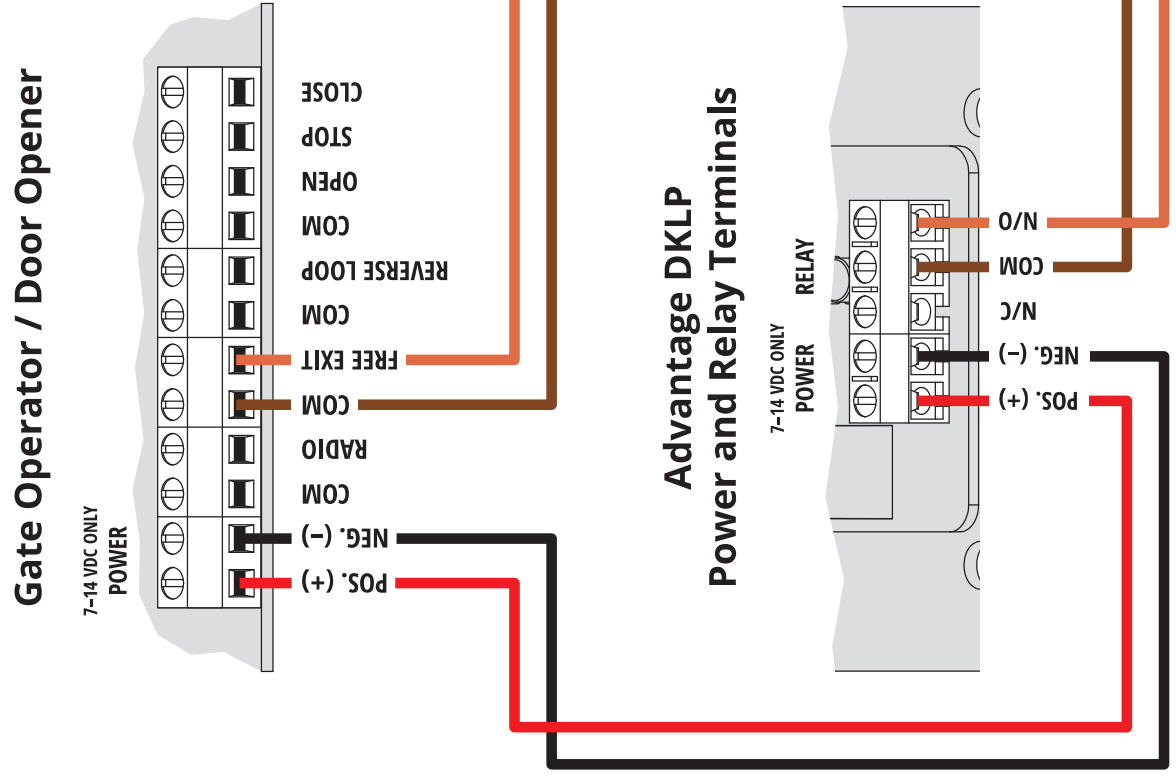 Gate Operator / Door Opener
7–14 VDC ONLY
POWER
CLOSE
STOP
OPEN
COM
REVERSE LOOP
COM
FREE EXIT
COM
RADIO
COM
NEG. (–)
POS. (+)
Advantage DKLP
Power and Relay Terminals
7–14 VDC ONLY
POWER
RELAY
N/O
COM
N/C
NEG. (–)
POS. (+)